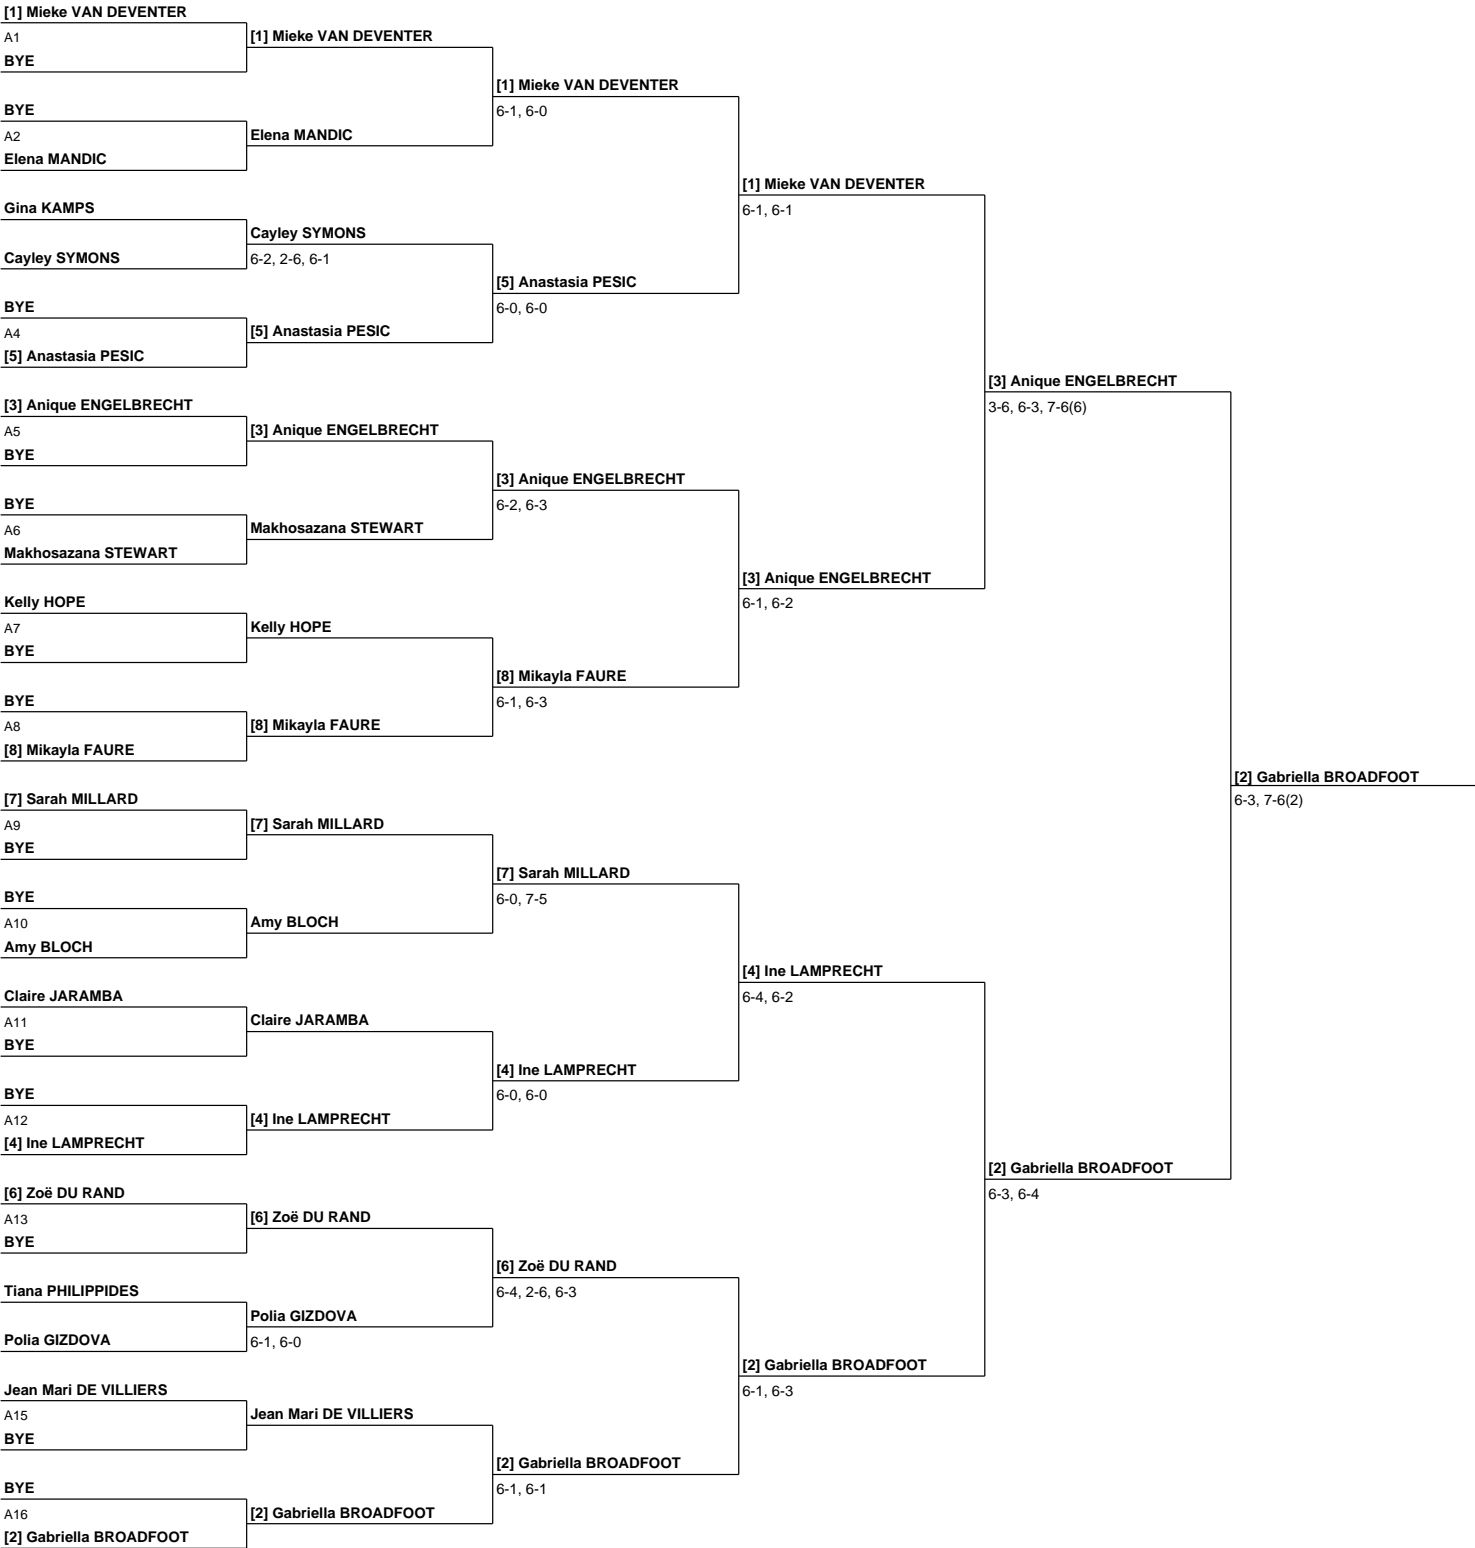 [1] Mieke VAN DEVENTER
A1
BYE
BYE
A2
Elena MANDIC
Gina KAMPS
Cayley SYMONS
BYE
A4
[5] Anastasia PESIC
[3] Anique ENGELBRECHT
A5
BYE
BYE
A6
Makhosazana STEWART
Kelly HOPE
A7
BYE
BYE
A8
[8] Mikayla FAURE
[7] Sarah MILLARD
A9
BYE
BYE
A10
Amy BLOCH
Claire JARAMBA
A11
BYE
BYE
A12
[4] Ine LAMPRECHT
[6] Zoë DU RAND
A13
BYE
Tiana PHILIPPIDES
Polia GIZDOVA
Jean Mari DE VILLIERS
A15
BYE
BYE
A16
[2] Gabriella BROADFOOT
[1] Mieke VAN DEVENTER
Elena MANDIC
Cayley SYMONS
6-2, 2-6, 6-1
[5] Anastasia PESIC
[3] Anique ENGELBRECHT
Makhosazana STEWART
Kelly HOPE
[8] Mikayla FAURE
[7] Sarah MILLARD
Amy BLOCH
Claire JARAMBA
[4] Ine LAMPRECHT
[6] Zoë DU RAND
Polia GIZDOVA
6-1, 6-0
Jean Mari DE VILLIERS
[2] Gabriella BROADFOOT
[1] Mieke VAN DEVENTER
6-1, 6-0
[5] Anastasia PESIC
6-0, 6-0
[3] Anique ENGELBRECHT
6-2, 6-3
[8] Mikayla FAURE
6-1, 6-3
[7] Sarah MILLARD
6-0, 7-5
[4] Ine LAMPRECHT
6-0, 6-0
[6] Zoë DU RAND
6-4, 2-6, 6-3
[2] Gabriella BROADFOOT
6-1, 6-1
[1] Mieke VAN DEVENTER
6-1, 6-1
[3] Anique ENGELBRECHT
6-1, 6-2
[4] Ine LAMPRECHT
6-4, 6-2
[2] Gabriella BROADFOOT
6-1, 6-3
[3] Anique ENGELBRECHT
3-6, 6-3, 7-6(6)
[2] Gabriella BROADFOOT
6-3, 6-4
[2] Gabriella BROADFOOT
6-3, 7-6(2)